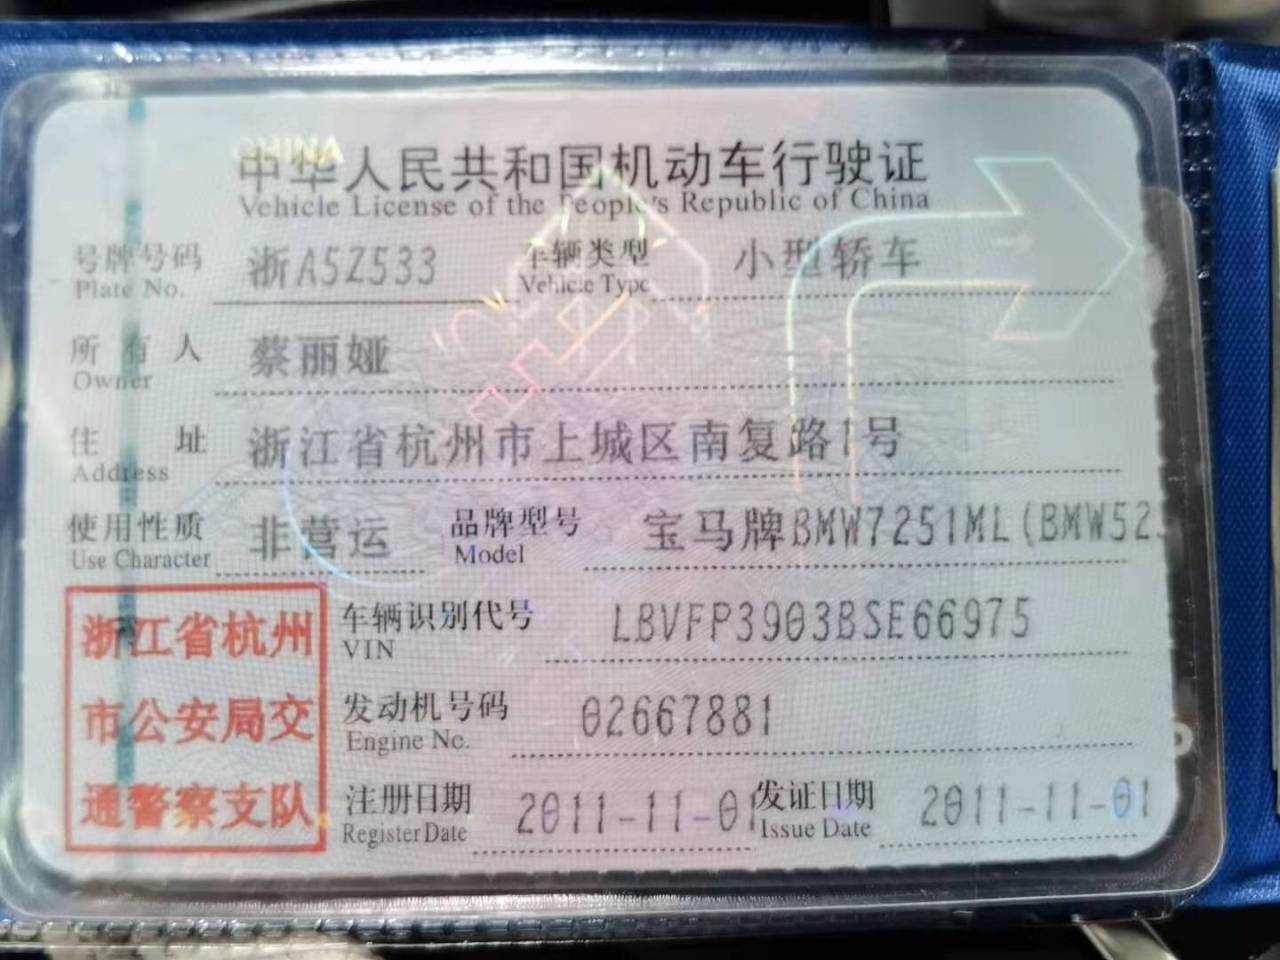 中华人民共和国机动车行驶证
Vehicle License of the People's Republic of China
号牌号码 浙A5Z533 车辆类型 小型轿车
Plate No. Vehicle Type
所有人 蔡丽娅
Owner
住址 浙江省杭州市上城区南复路1号
Address
使用性质 非营运 品牌型号 宝马牌BMW7251ML(BMW52
Use Character Model
浙江省杭州
市公安局交
通警察支队
车辆识别代号 LBVFP3903BSE66975
VIN
发动机号码 02667881
Engine No.
注册日期 2011-11-01 发证日期 2011-11-01
Register Date Issue Date